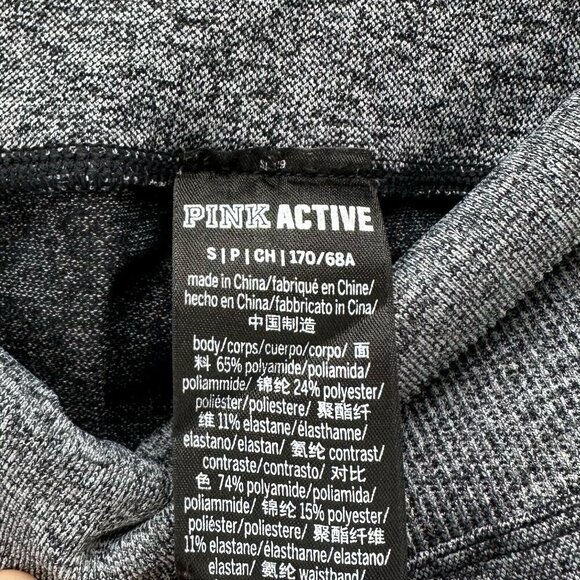 PINK ACTIVE
S | P | CH | 170/68A
made in China/fabriqué en Chine/
hecho en China/fabbricato in Cina/
中国制造
body/corps/cuerpo/corpo/ 面
料 65% polyamide/poliamida/
poliammide/ 锦纶 24% polyester/
poliéster/poliestere/ 聚酯纤
维 11% elastane/élasthanne/
elastano/elastan/ 氨纶 contrast/
contraste/contrasto/ 对比
色 74% polyamide/poliamida/
poliammide/ 锦纶 15% polyester/
poliéster/poliestere/ 聚酯纤维
11% elastane/élasthanne/elastano/
elastan/ 氨纶 waistband/